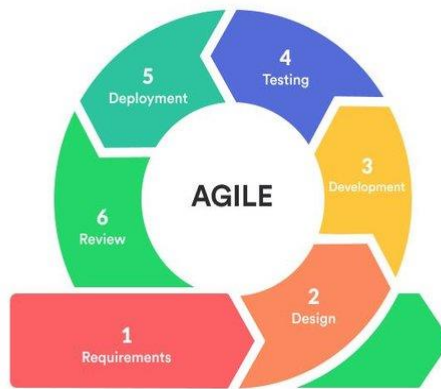 AGILE
1
Requirements
2
Design
3
Development
4
Testing
5
Deployment
6
Review